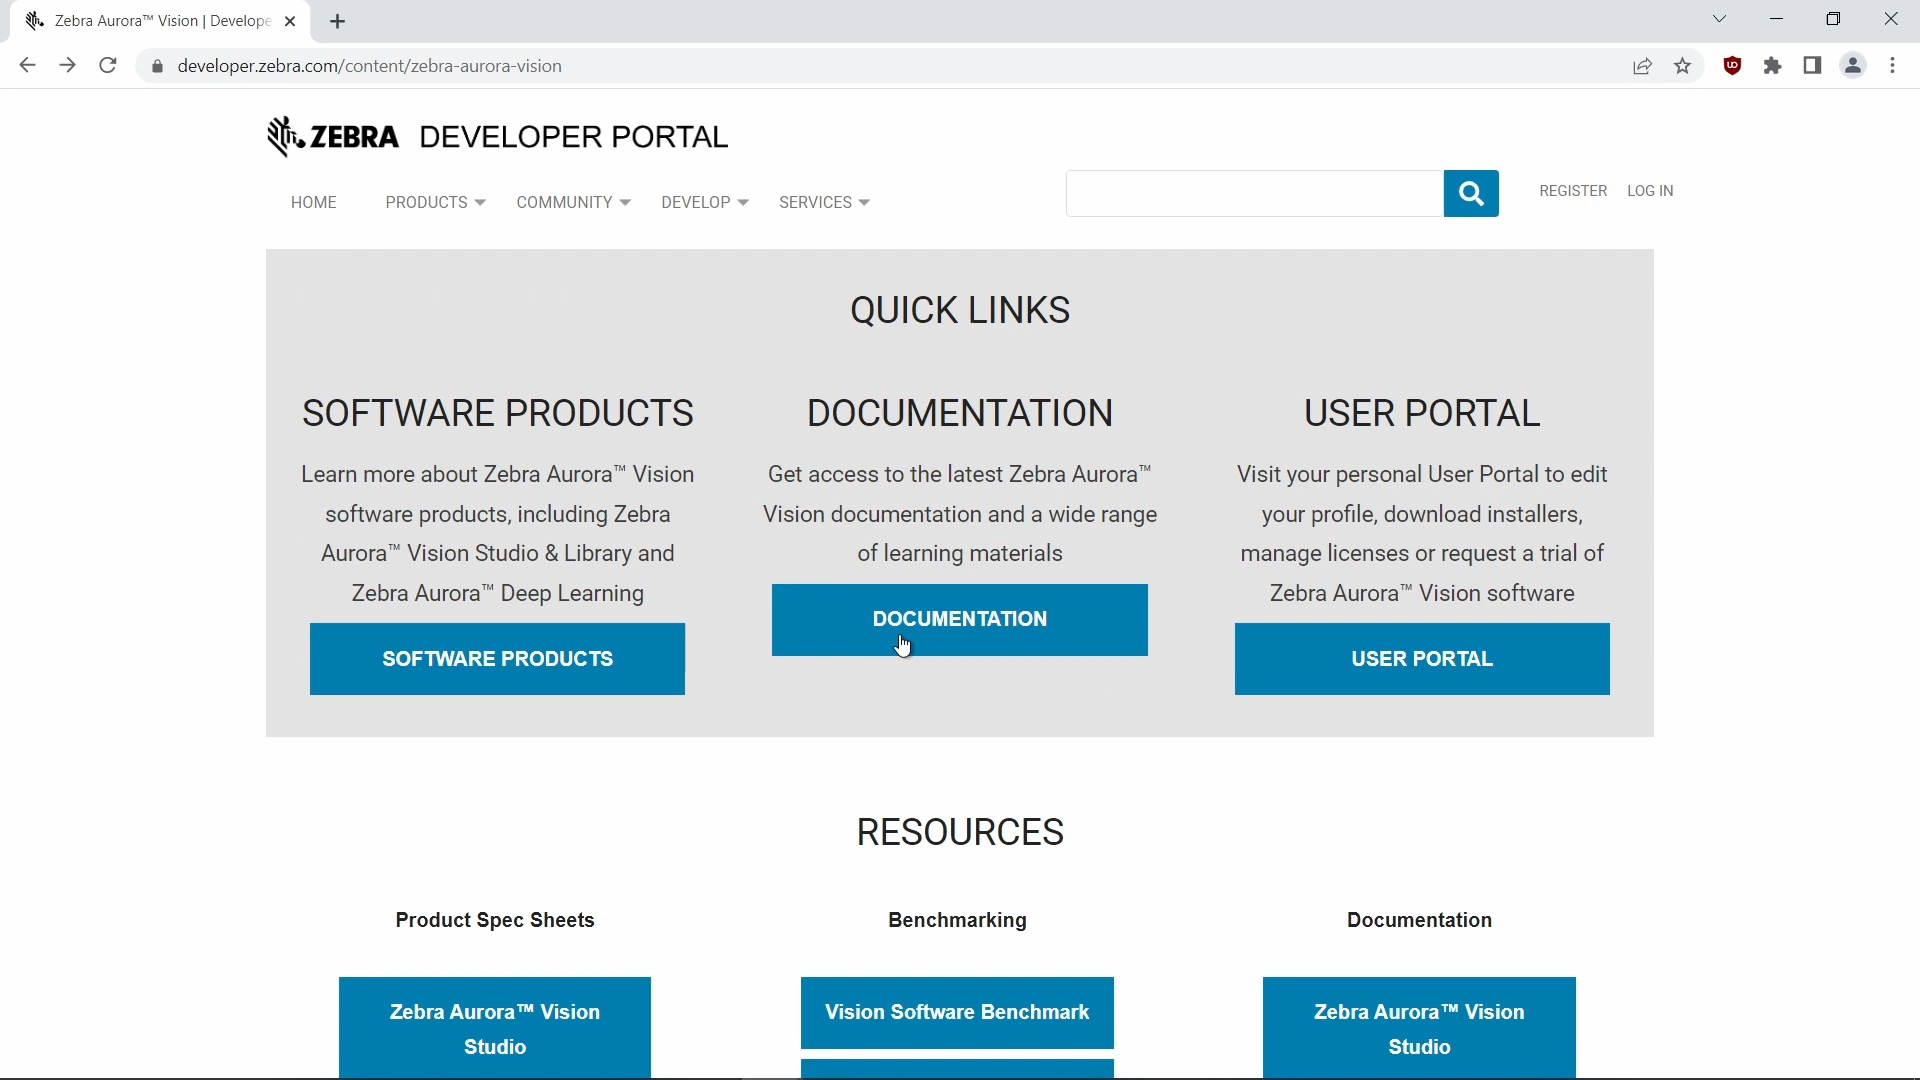 Zebra Aurora™ Vision | Develope
developer.zebra.com/content/zebra-aurora-vision
ZEBRA DEVELOPER PORTAL
HOME PRODUCTS COMMUNITY DEVELOP SERVICES
REGISTER LOG IN
QUICK LINKS
SOFTWARE PRODUCTS
Learn more about Zebra Aurora™ Vision
software products, including Zebra
Aurora™ Vision Studio & Library and
Zebra Aurora™ Deep Learning
SOFTWARE PRODUCTS
DOCUMENTATION
Get access to the latest Zebra Aurora™
Vision documentation and a wide range
of learning materials
DOCUMENTATION
USER PORTAL
Visit your personal User Portal to edit
your profile, download installers,
manage licenses or request a trial of
Zebra Aurora™ Vision software
USER PORTAL
RESOURCES
Product Spec Sheets
Zebra Aurora™ Vision
Studio
Benchmarking
Vision Software Benchmark
Documentation
Zebra Aurora™ Vision
Studio